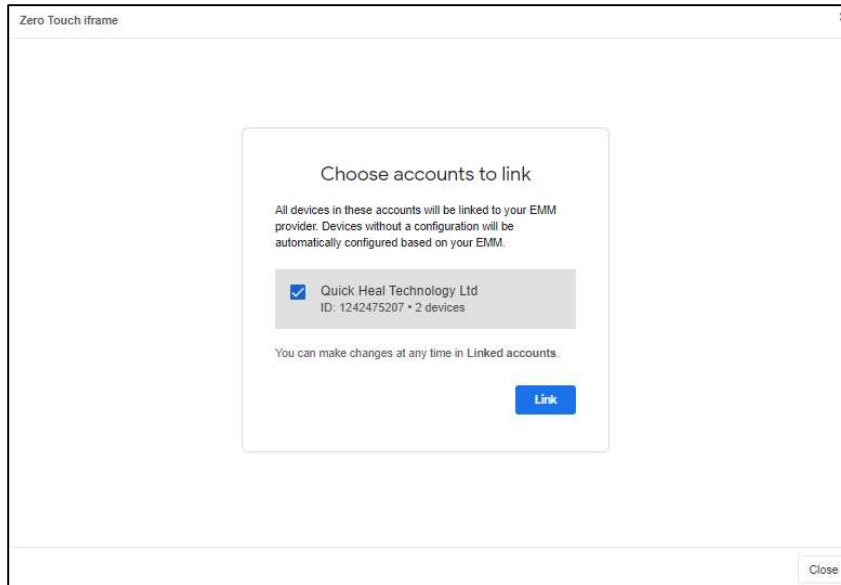 Zero Touch iframe
Choose accounts to link
All devices in these accounts will be linked to your EMM
provider. Devices without a configuration will be
automatically configured based on your EMM.
Quick Heal Technology Ltd
ID: 1242475207 • 2 devices
You can make changes at any time in Linked accounts.
Link
Close